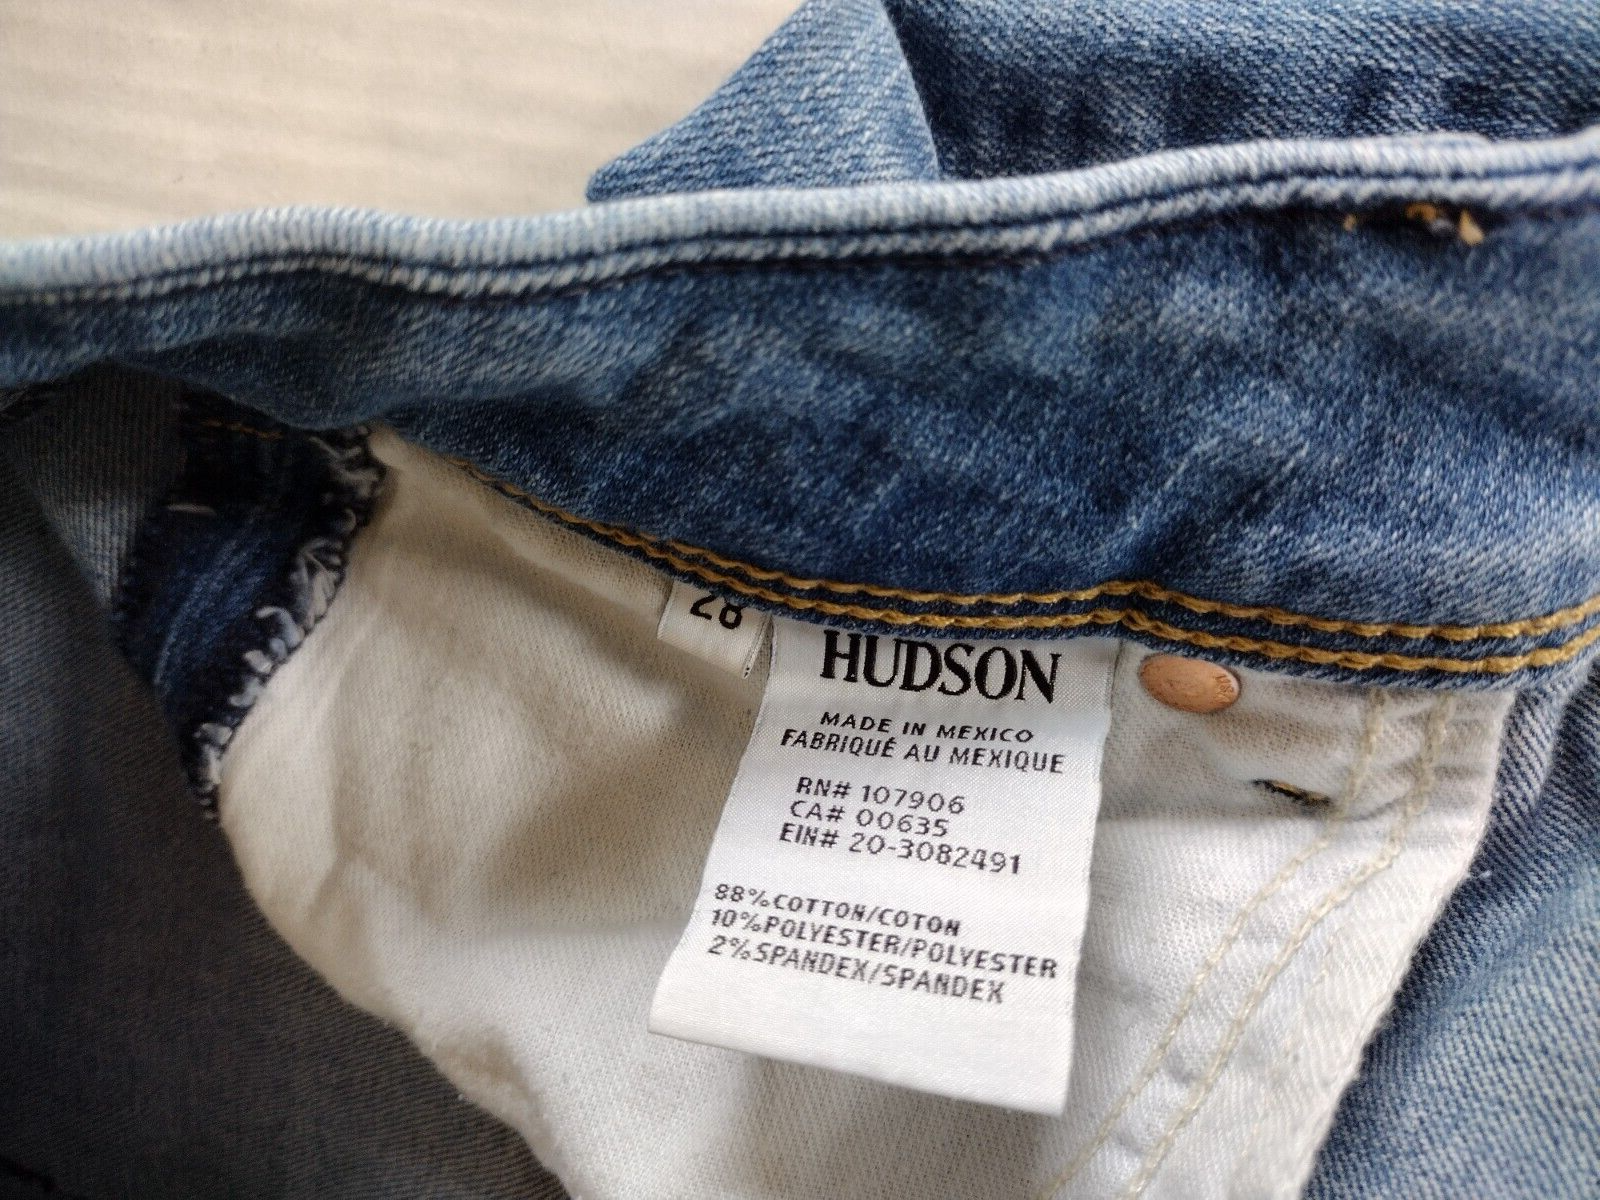 28
HUDSON
MADE IN MEXICO
FABRIQUÉ AU MEXIQUE
RN# 107906
CA# 00635
EIN# 20-3082491
88%COTTON/COTON
10%POLYESTER/POLYESTER
2%SPANDEX/SPANDEX